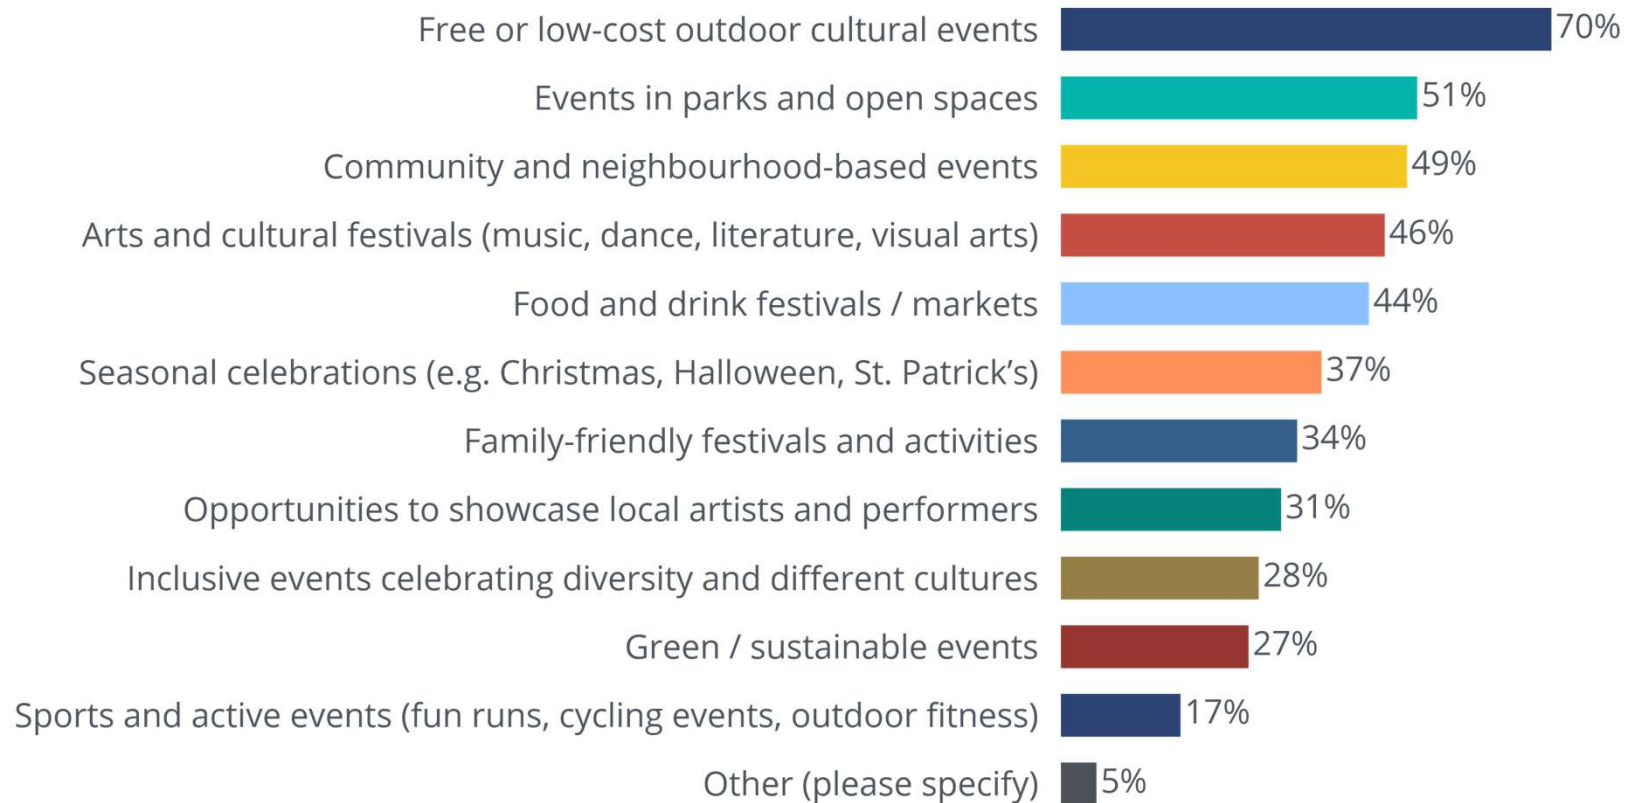 Free or low-cost outdoor cultural events 70%
Events in parks and open spaces 51%
Community and neighbourhood-based events 49%
Arts and cultural festivals (music, dance, literature, visual arts) 46%
Food and drink festivals / markets 44%
Seasonal celebrations (e.g. Christmas, Halloween, St. Patrick’s) 37%
Family-friendly festivals and activities 34%
Opportunities to showcase local artists and performers 31%
Inclusive events celebrating diversity and different cultures 28%
Green / sustainable events 27%
Sports and active events (fun runs, cycling events, outdoor fitness) 17%
Other (please specify) 5%